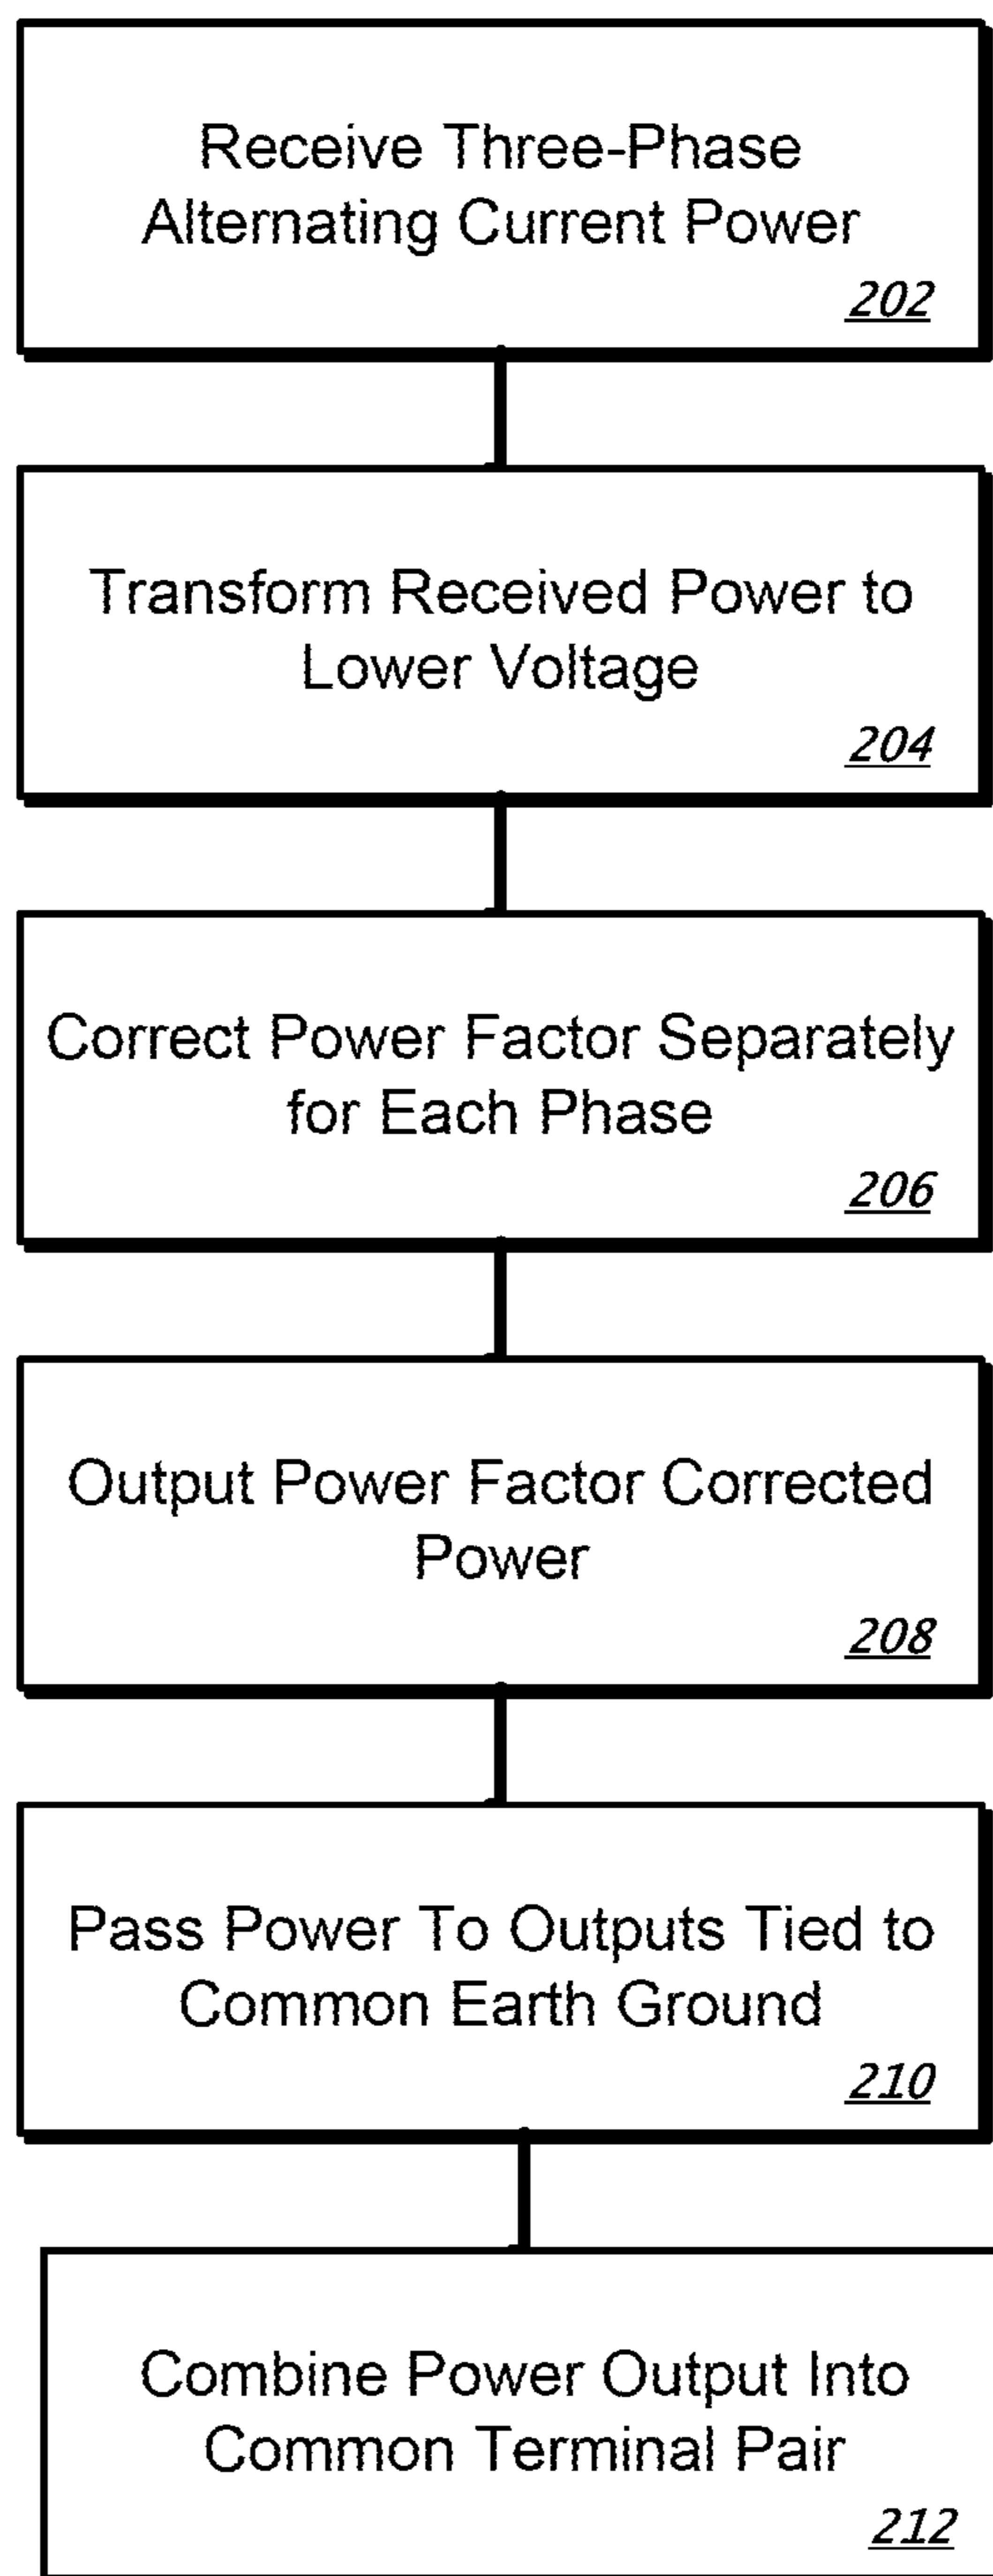 Receive Three-Phase
Alternating Current Power
202
Transform Received Power to
Lower Voltage
204
Correct Power Factor Separately
for Each Phase
206
Output Power Factor Corrected
Power
208
Pass Power To Outputs Tied to
Common Earth Ground
210
Combine Power Output Into
Common Terminal Pair
212